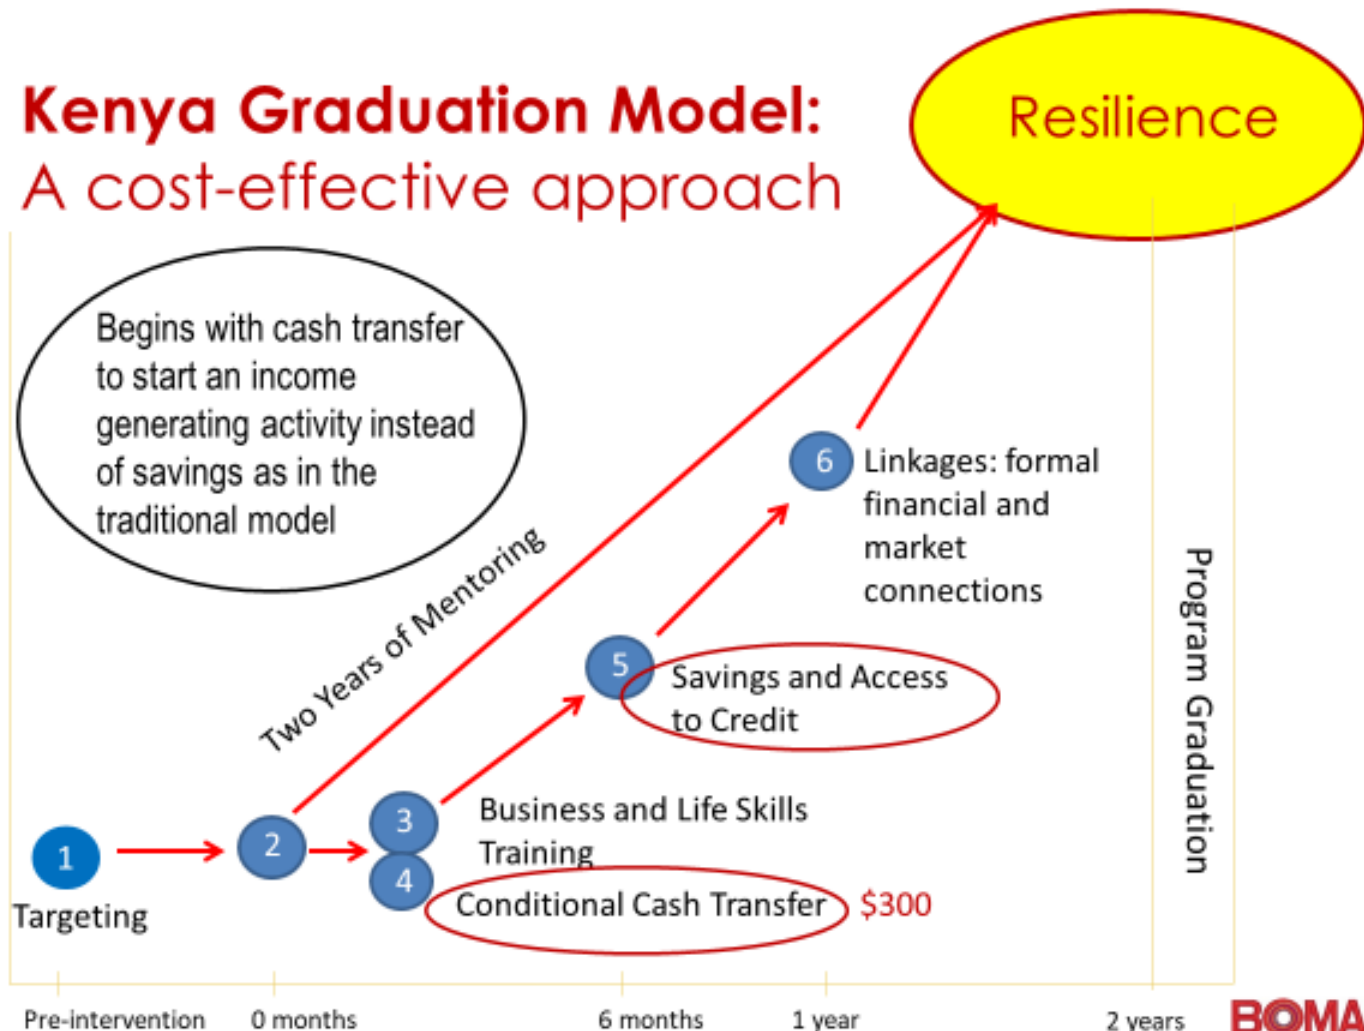 Kenya Graduation Model:
A cost-effective approach
Resilience
Begins with cash transfer
to start an income
generating activity instead
of savings as in the
traditional model
Two Years of Mentoring
6
Linkages: formal
financial and
market
connections
5
Savings and Access
to Credit
3
Business and Life Skills
Training
4
Conditional Cash Transfer
$300
2
1
Targeting
Program Graduation
Pre-intervention
0 months
6 months
1 year
2 years
BOMA